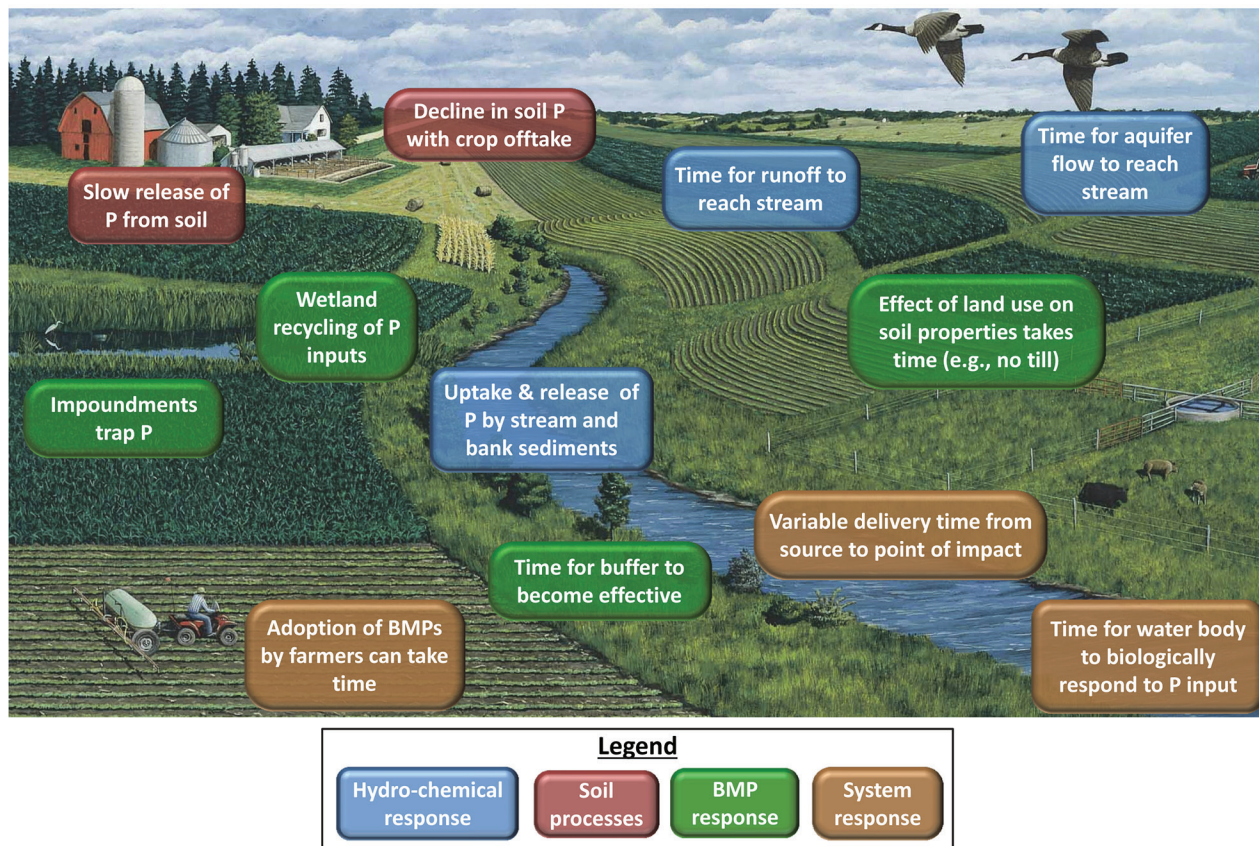 Decline in soil P
with crop offtake
Time for aquifer
flow to reach
stream
Time for runoff to
reach stream
Slow release of
P from soil
Wetland
recycling of P
inputs
Effect of land use on
soil properties takes
time (e.g., no till)
Impoundments
trap P
Uptake & release of
P by stream and
bank sediments
Variable delivery time from
source to point of impact
Time for buffer to
become effective
Adoption of BMPs
by farmers can take
time
Time for water body
to biologically
respond to P input
Legend
Hydro-chemical
response
Soil
processes
BMP
response
System
response